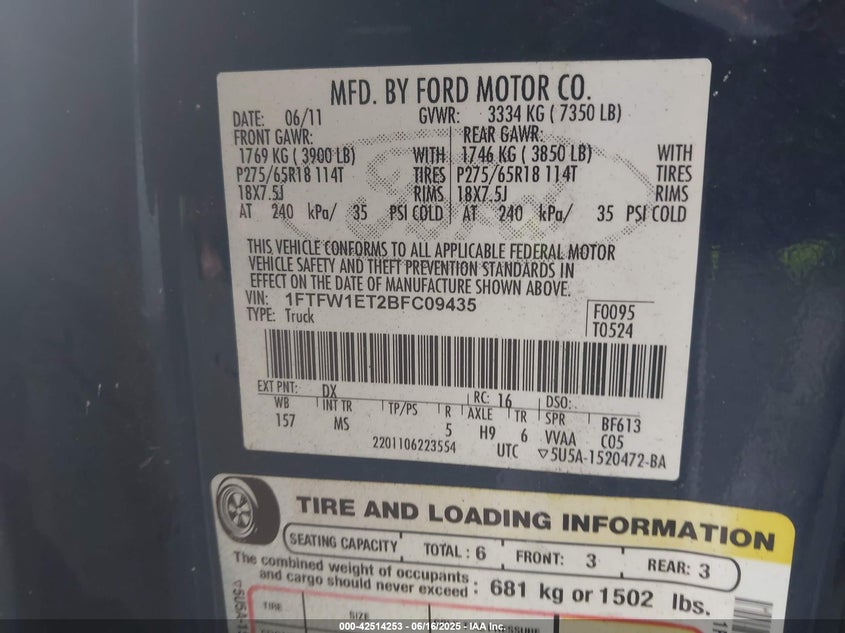 MFD. BY FORD MOTOR CO.
DATE: 06/11 GVWR: 3334 KG ( 7350 LB)
FRONT GAWR: REAR GAWR:
1769 KG ( 3900 LB) WITH 1746 KG ( 3850 LB) WITH
P275/65R18 114T TIRES P275/65R18 114T TIRES
18X7.5J RIMS 18X7.5J RIMS
AT 240 kPa/ 35 PSI COLD AT 240 kPa/ 35 PSI COLD
THIS VEHICLE CONFORMS TO ALL APPLICABLE FEDERAL MOTOR
VEHICLE SAFETY AND THEFT PREVENTION STANDARDS IN
EFFECT ON THE DATE OF MANUFACTURE SHOWN ABOVE.
VIN: 1FTFW1ET2BFC09435
TYPE: Truck
F0095
T0524
EXT PNT: DX RC: 16 DSO:
WB INT TR TP/PS R AXLE TR SPR BF613
157 MS 5 H9 6 VVAA C05
2201106223554 UTC ▽5U5A-1520472-BA
TIRE AND LOADING INFORMATION
SEATING CAPACITY TOTAL : 6 FRONT: 3 REAR: 3
The combined weight of occupants
and cargo should never exceed : 681 kg or 1502 lbs.
TIRE SIZE
000-42514253 - 06/16/2025 - IAA Inc.